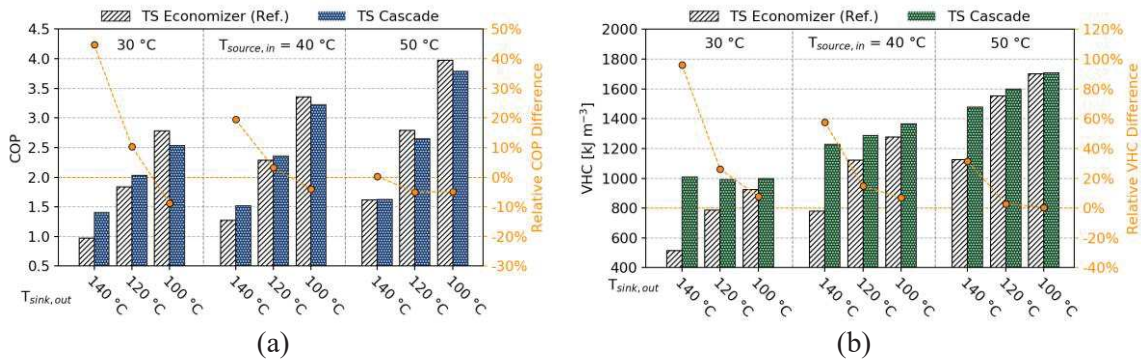 TS Economizer (Ref.) TS Cascade
4.5
4.0
3.5
3.0
2.5
2.0
1.5
1.0
0.5
COP
30 °C
T_source,in = 40 °C
50 °C
50%
40%
30%
20%
10%
0%
-10%
-20%
-30%
Relative COP Difference
T_sink,out
140 °C
120 °C
100 °C
140 °C
120 °C
100 °C
140 °C
120 °C
100 °C
(a)
TS Economizer (Ref.) TS Cascade
2000
1800
1600
1400
1200
1000
800
600
400
VHC [kJ m⁻³]
30 °C
T_source,in = 40 °C
50 °C
120%
100%
80%
60%
40%
20%
0%
-20%
-40%
Relative VHC Difference
T_sink,out
140 °C
120 °C
100 °C
140 °C
120 °C
100 °C
140 °C
120 °C
100 °C
(b)